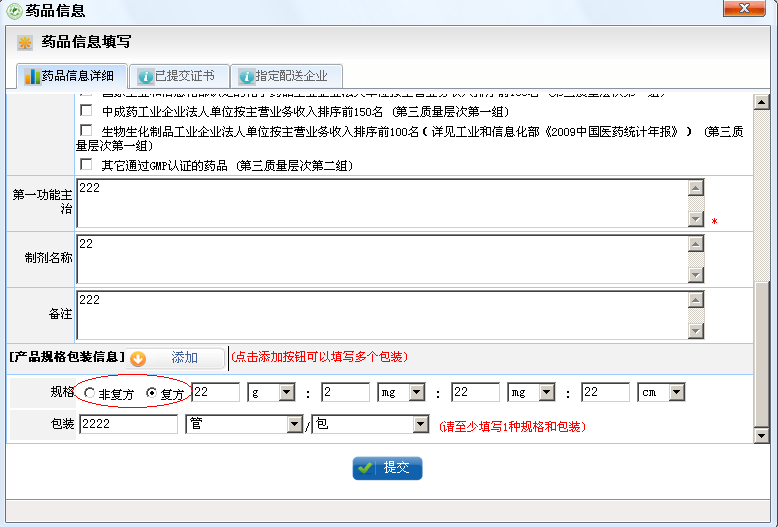 药品信息
药品信息填写
药品信息详细 已提交证书 指定配送企业
中成药工业企业法人单位按主营业务收入排序前150名 (第三质量层次第一组)
生物生化制品工业企业法人单位按主营业务收入排序前100名( 详见工业和信息化部《2009中国医药统计年报》 ) (第三质
量层次第一组)
其它通过GMP认证的药品 (第三质量层次第二组)
第一功能主
治
222
*
制剂名称
22
备注
222
[产品规格包装信息] 添加 (点击添加按钮可以填写多个包装)
规格 非复方 复方 22 g : 2 mg : 22 mg : 22 cm
包装 2222 管 / 包 (请至少填写1种规格和包装)
提交